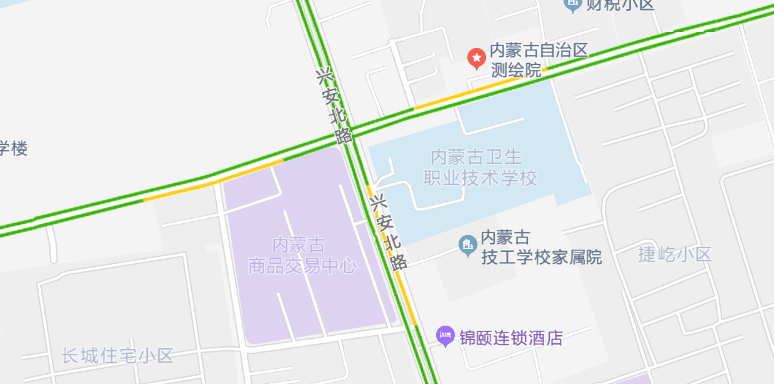 财税小区
内蒙古自治区
测绘院
兴安北路
学楼
内蒙古卫生
职业技术学校
兴安北路
内蒙古
技工学校家属院
内蒙古
商品交易中心
捷屹小区
锦颐连锁酒店
长城住宅小区